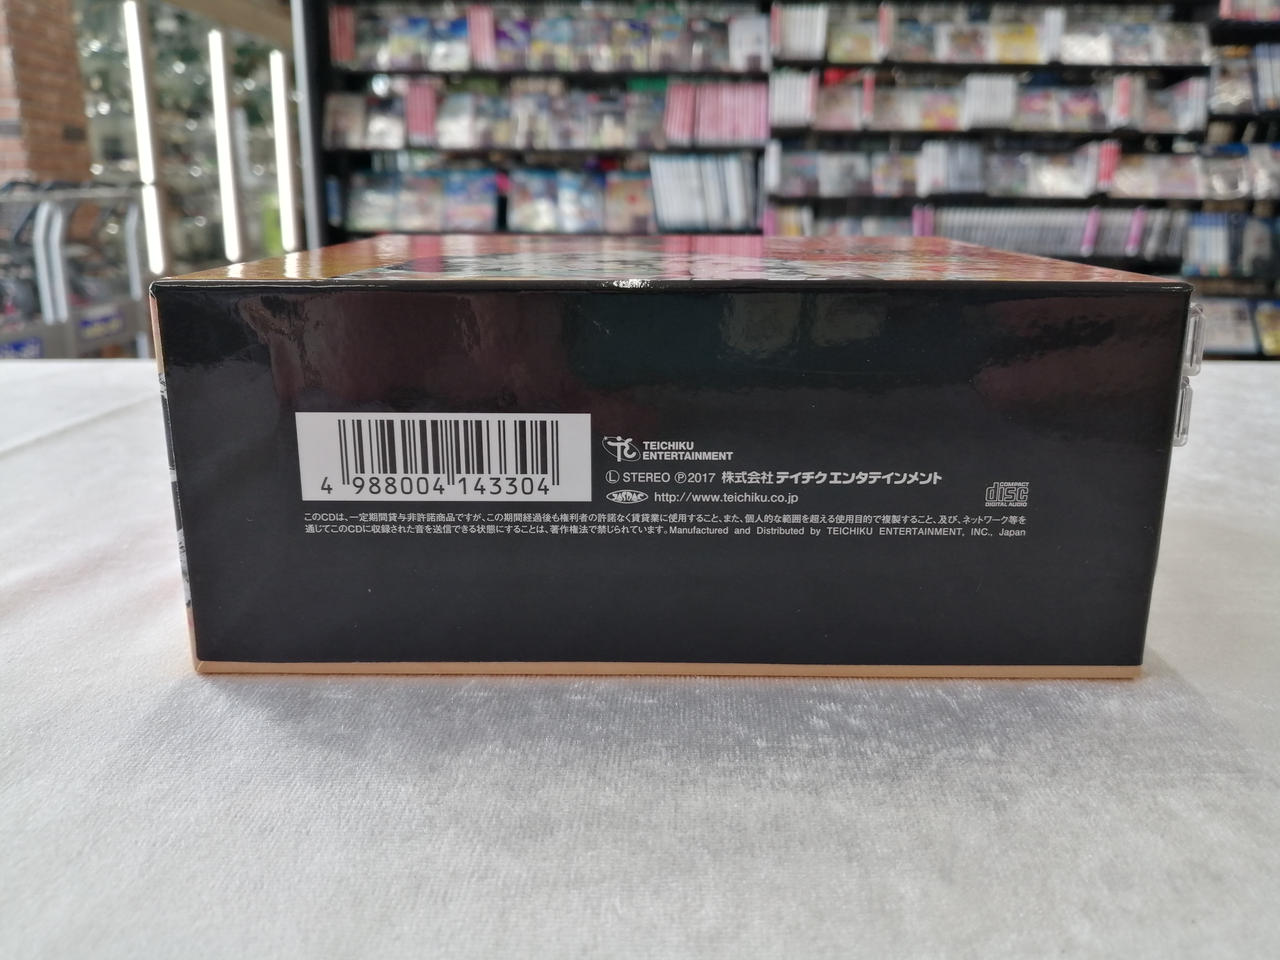 4 988004 143304
TEICHIKU
ENTERTAINMENT
Ⓛ STEREO Ⓟ2017 株式会社テイチクエンタテインメント
JASRAC http://www.teichiku.co.jp
COMPACT
disc
DIGITAL AUDIO
このCDは、一定期間貸与非許諾商品ですが、この期間経過後も権利者の許諾なく賃貸業に使用すること、また、個人的な範囲を超える使用目的で複製すること、及び、ネットワーク等を
通じてこのCDに収録された音を送信できる状態にすることは、著作権法で禁じられています。Manufactured and Distributed by TEICHIKU ENTERTAINMENT, INC., Japan